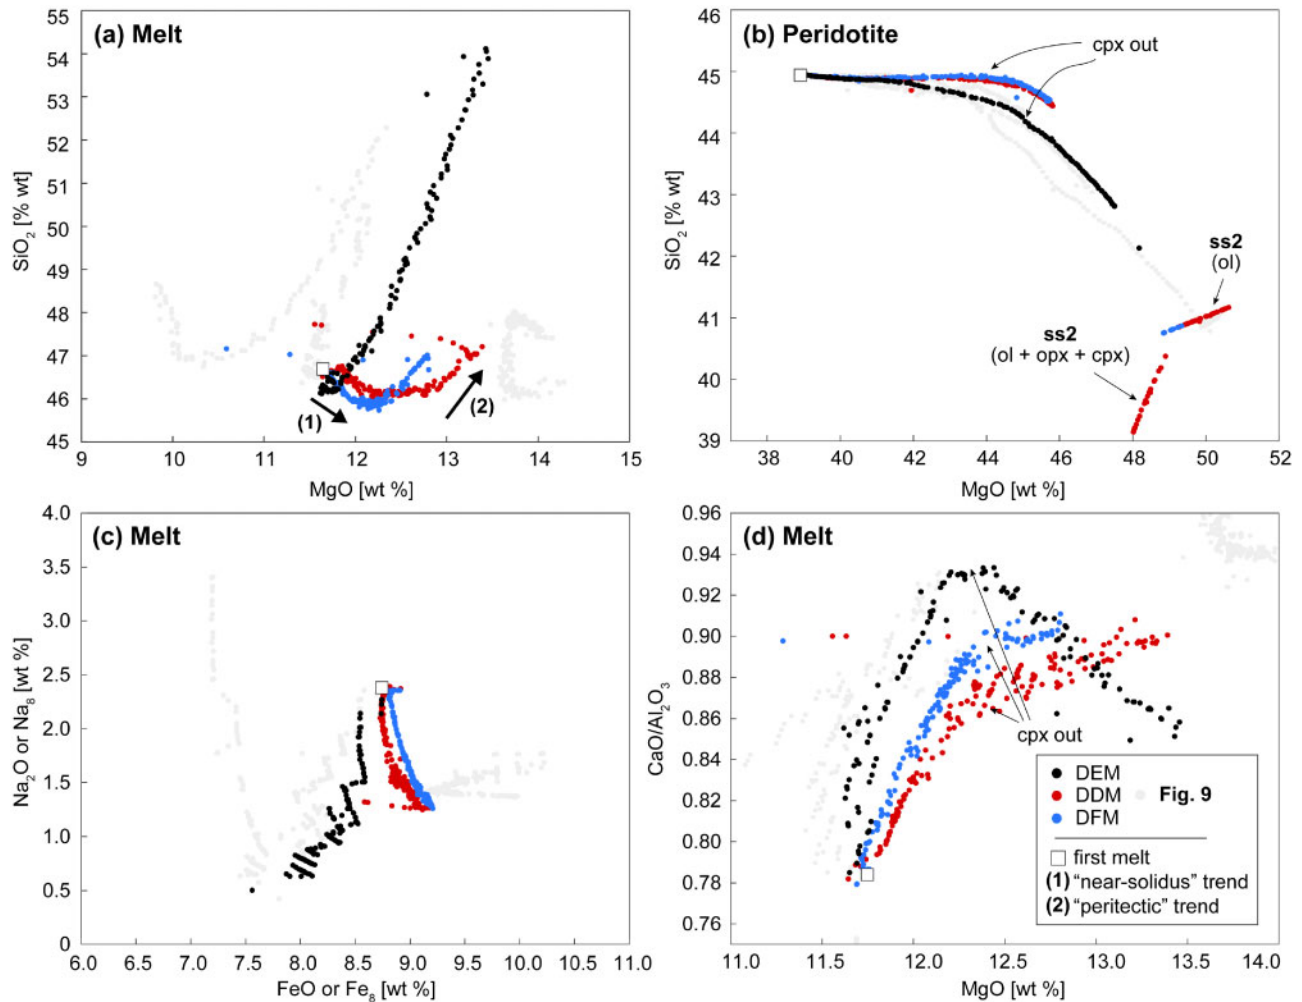 (a) Melt
SiO2 [% wt]
55
54
53
52
51
50
49
48
47
46
45
(1)
(2)
9
10
11
12
13
14
15
MgO [wt %]
(b) Peridotite
SiO2 [% wt]
46
45
44
43
42
41
40
39
cpx out
ss2
(ol)
ss2
(ol + opx + cpx)
38
40
42
44
46
48
50
52
MgO [wt %]
(c) Melt
Na2O or Na8 [wt %]
4.0
3.5
3.0
2.5
2.0
1.5
1.0
0.5
0
6.0
7.0
7.5
8.0
8.5
9.0
9.5
10.0
10.5
11.0
FeO or Fe8 [wt %]
(d) Melt
CaO/Al2O3
0.96
0.94
0.92
0.90
0.88
0.86
0.84
0.82
0.80
0.78
0.76
cpx out
DEM
DDM
Fig. 9
DFM
first melt
(1) “near-solidus” trend
(2) “peritectic” trend
11.0
11.5
12.0
12.5
13.0
13.5
14.0
MgO [wt %]